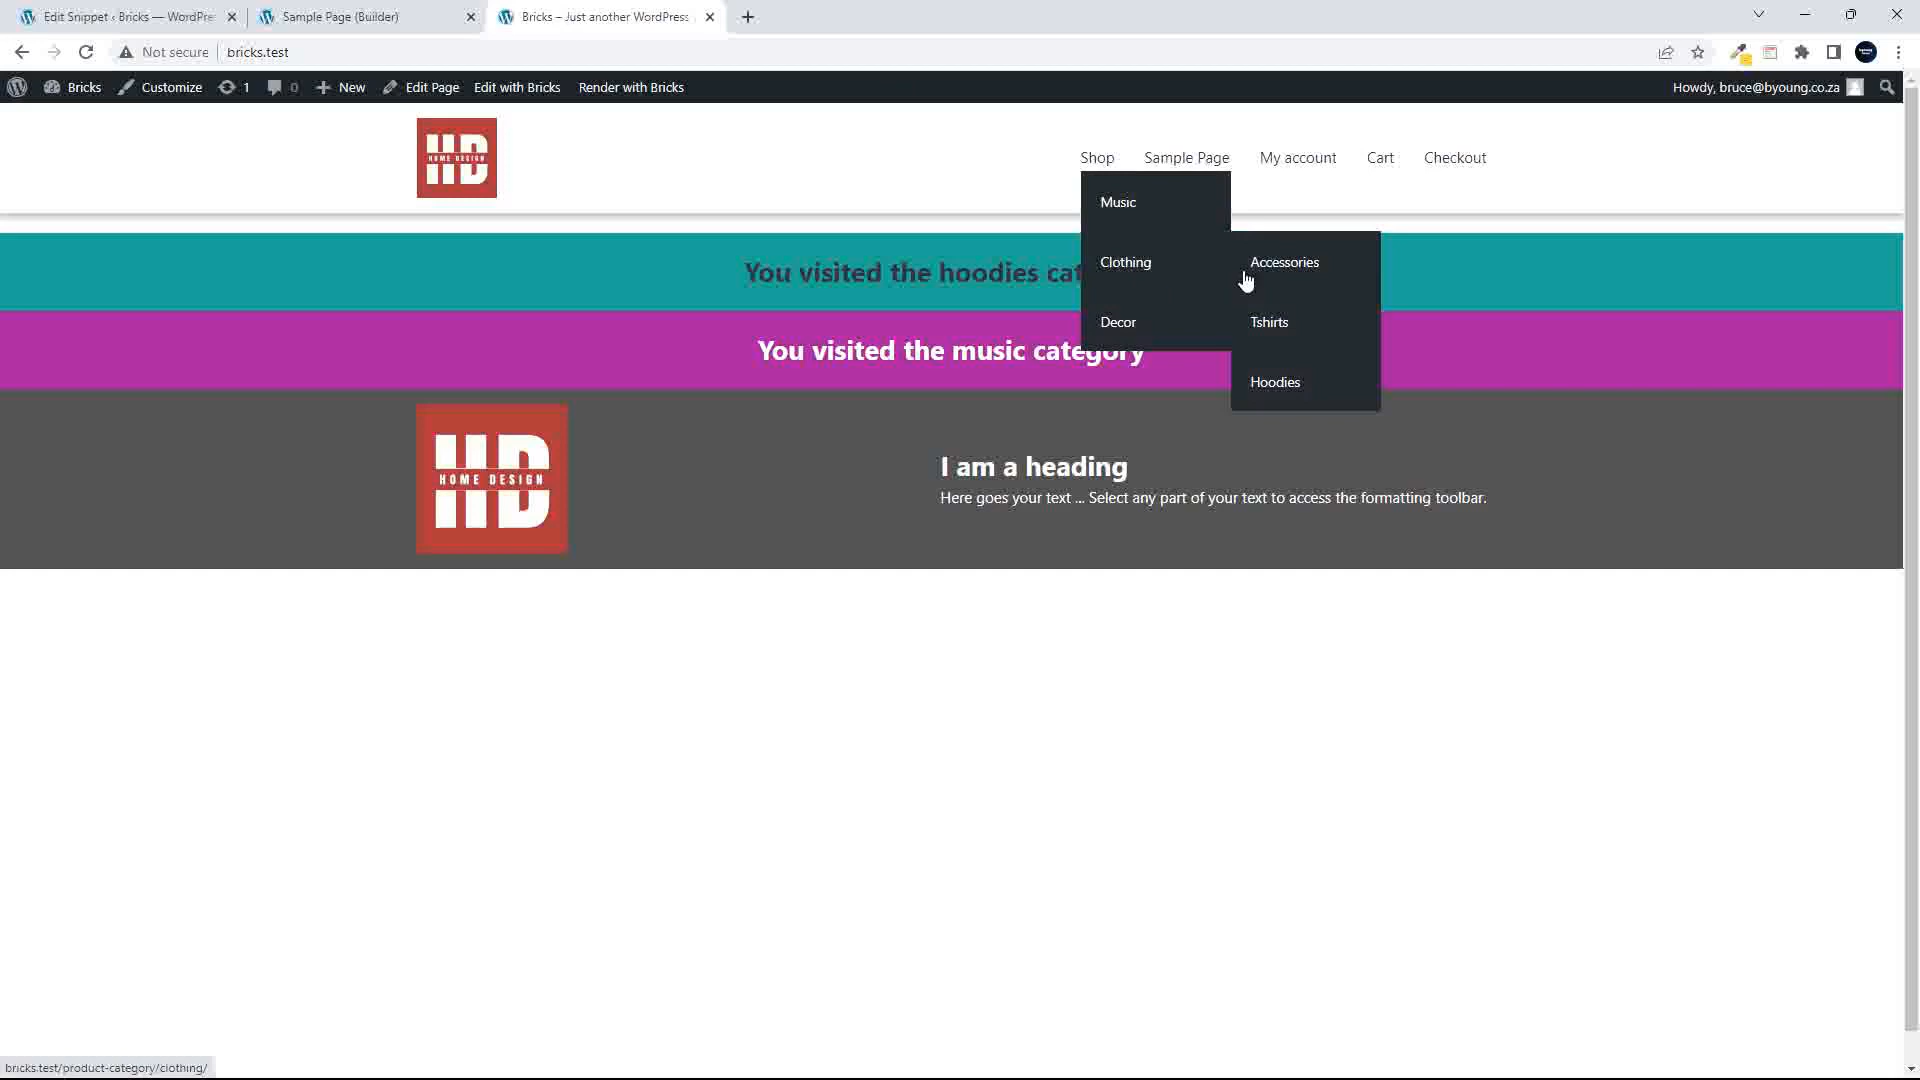 Edit Snippet ‹ Bricks — WordPre
Sample Page (Builder)
Bricks – Just another WordPress
Not secure
bricks.test
Bricks
Customize
1
0
New
Edit Page
Edit with Bricks
Render with Bricks
Howdy, bruce@byoung.co.za
HD
HOME DESIGN
Shop
Sample Page
My account
Cart
Checkout
Music
Clothing
Accessories
You visited the hoodies cat
Decor
Tshirts
You visited the music category
Hoodies
HD
HOME DESIGN
I am a heading
Here goes your text ... Select any part of your text to access the formatting toolbar.
bricks.test/product-category/clothing/